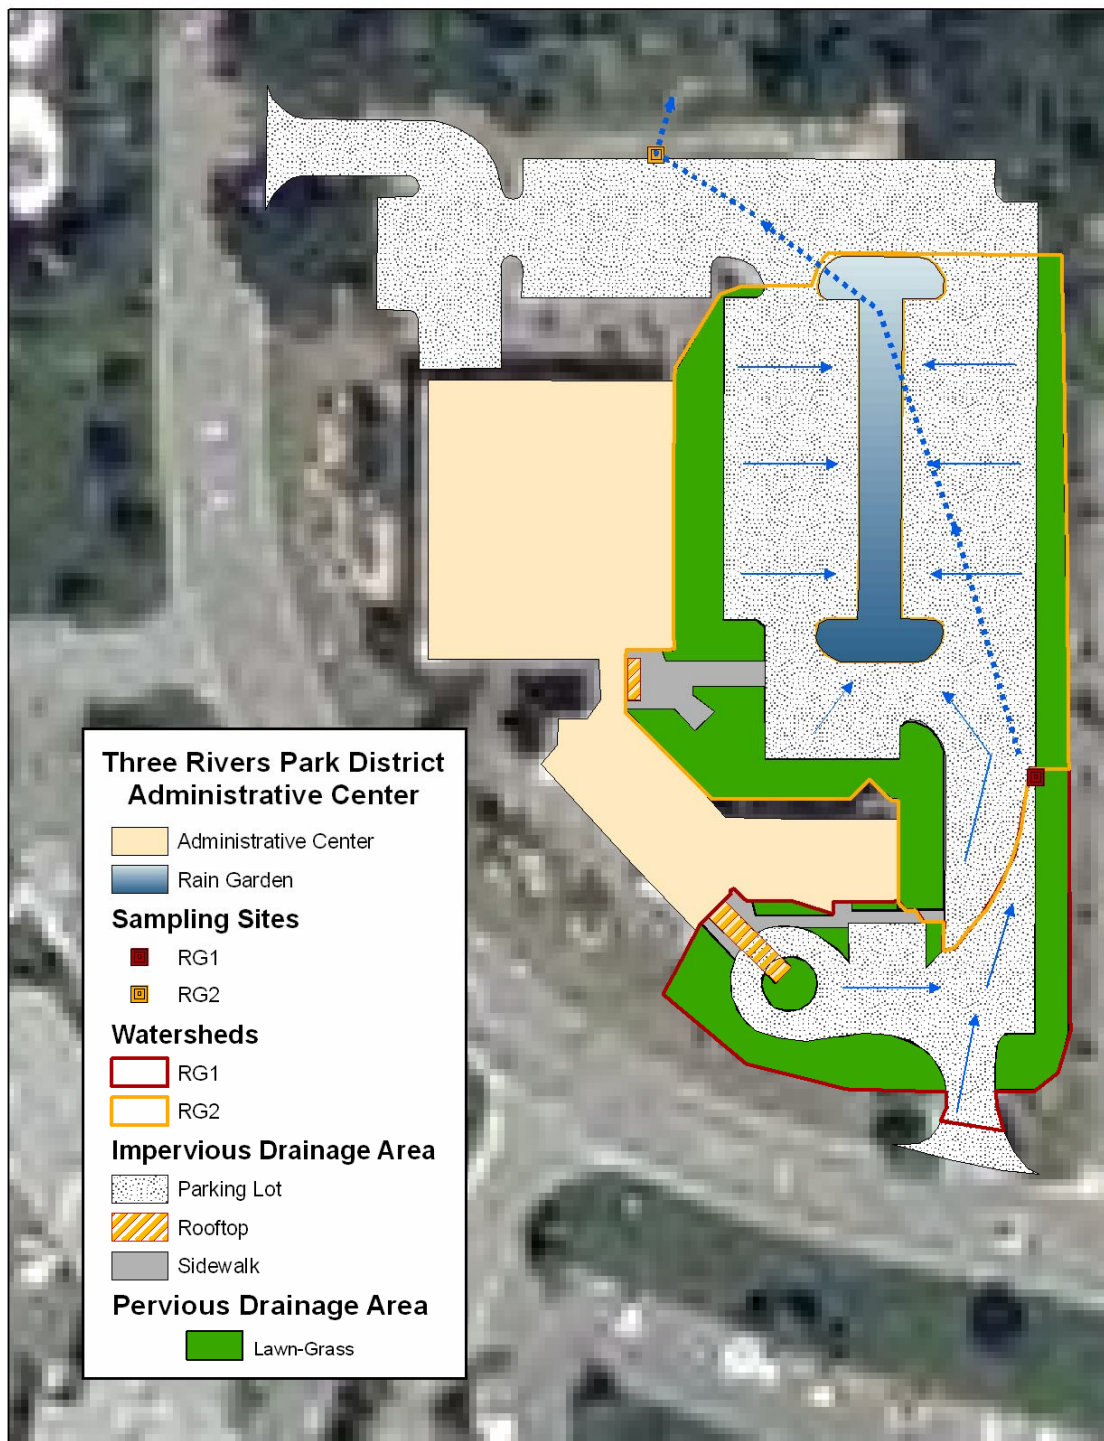 Three Rivers Park District
Administrative Center
Administrative Center
Rain Garden
Sampling Sites
RG1
RG2
Watersheds
RG1
RG2
Impervious Drainage Area
Parking Lot
Rooftop
Sidewalk
Pervious Drainage Area
Lawn-Grass